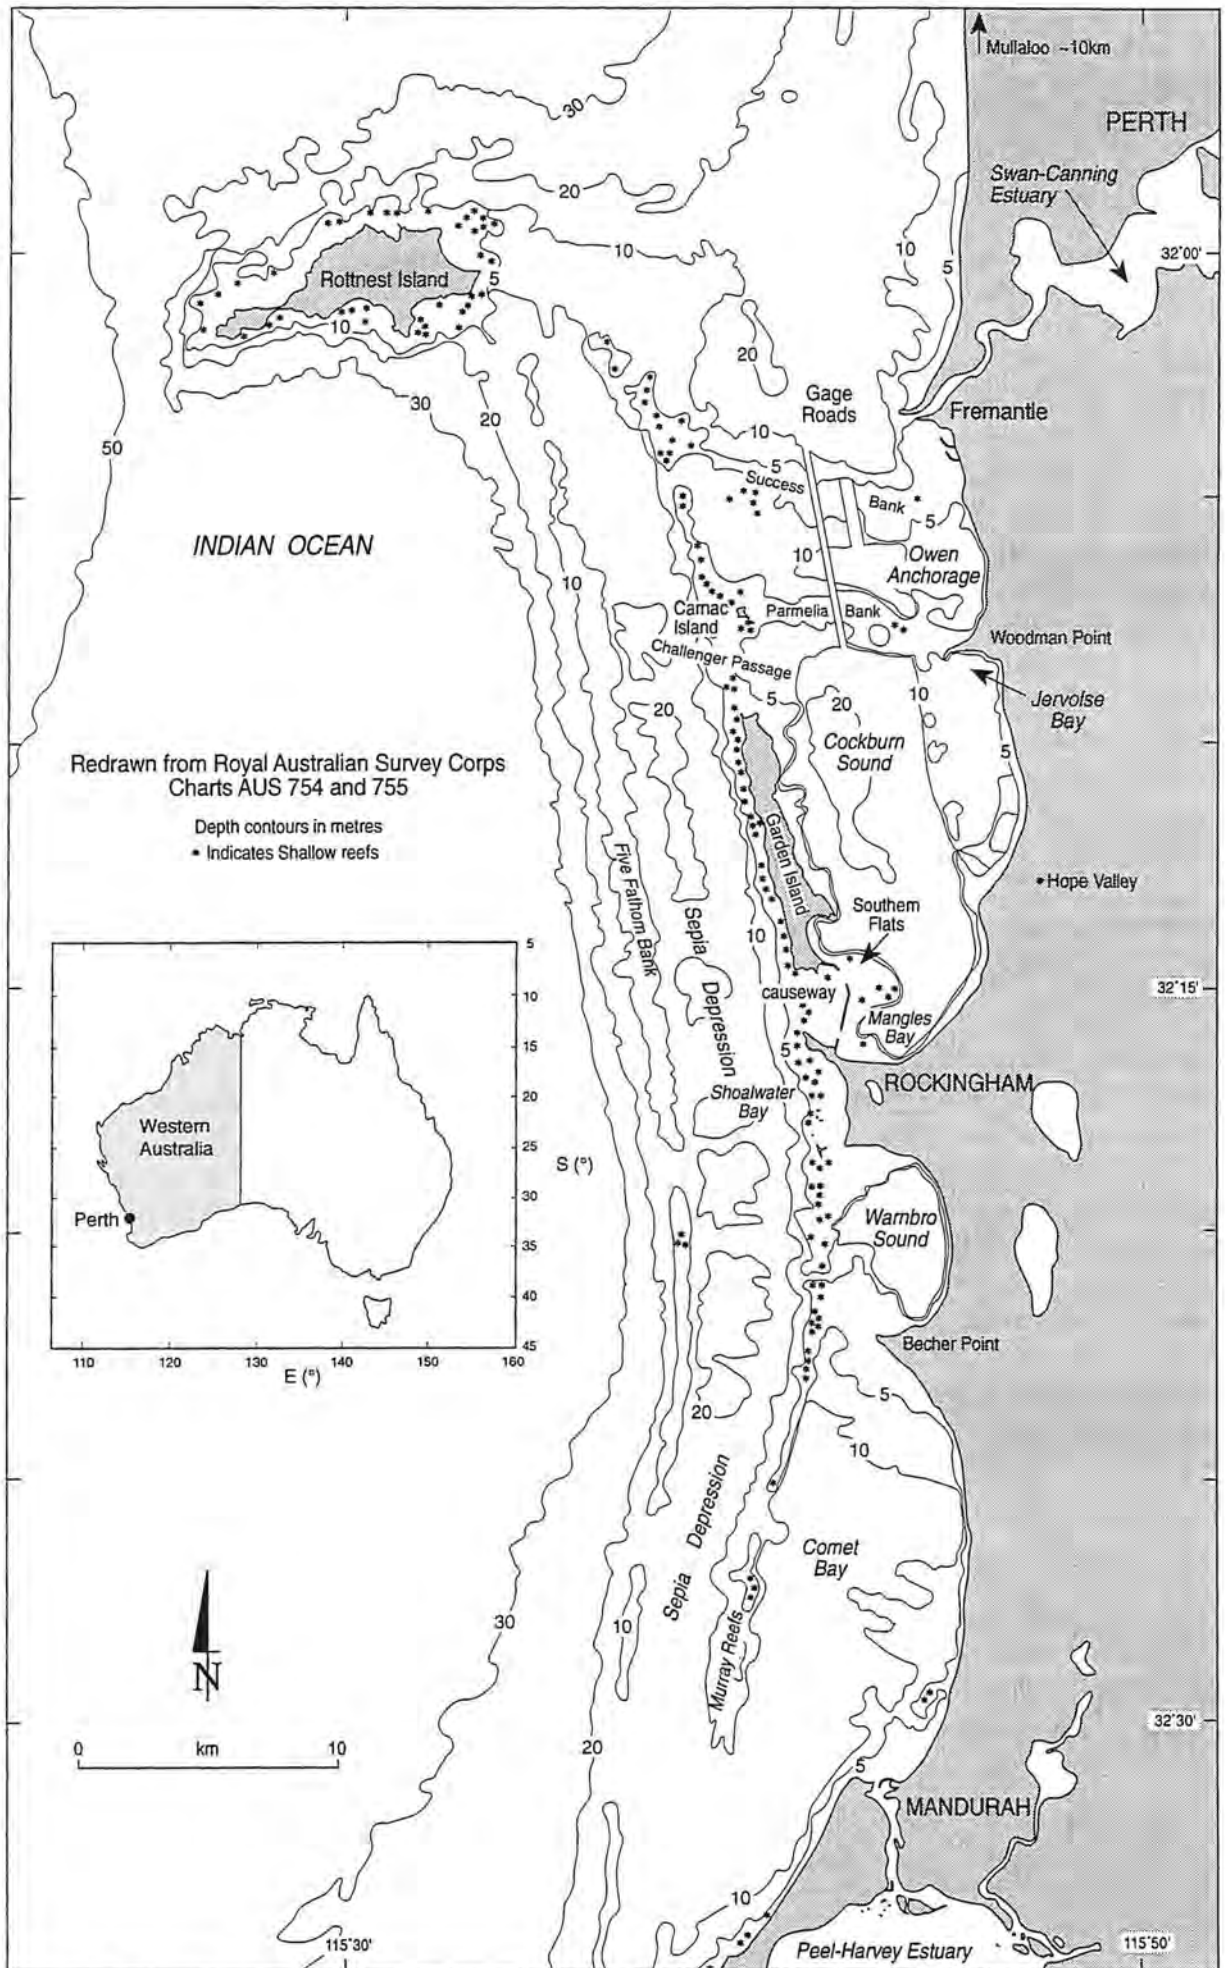 Mullaloo ~10km
PERTH
Swan-Canning
Estuary
30
20
10
10
5
32°00'
Rottnest Island
5
10
20
30
20
50
Gage
Roads
Fremantle
10
5
Success
Bank
5
INDIAN OCEAN
10
Owen
Anchorage
10
Carnac
Island
Parmelia
Bank
Woodman Point
Challenger Passage
5
10
20
20
Jervoise
Bay
Cockburn
Sound
5
Redrawn from Royal Australian Survey Corps
Charts AUS 754 and 755
Depth contours in metres
* Indicates Shallow reefs
Five Fathom Bank
Garden Island
Hope Valley
Southern
Flats
Sepia
Depression
10
causeway
32°15'
Mangles
Bay
5
ROCKINGHAM
Shoalwater
Bay
5
10
15
20
25
30
35
40
45
S (°)
Western
Australia
Perth
110
120
130
140
150
160
E (°)
Warnbro
Sound
Becher Point
5
20
10
Sepia
Depression
Comet
Bay
10
30
Murray Reefs
N
32°30'
0
km
10
20
5
MANDURAH
10
115°30'
Peel-Harvey Estuary
115°50'